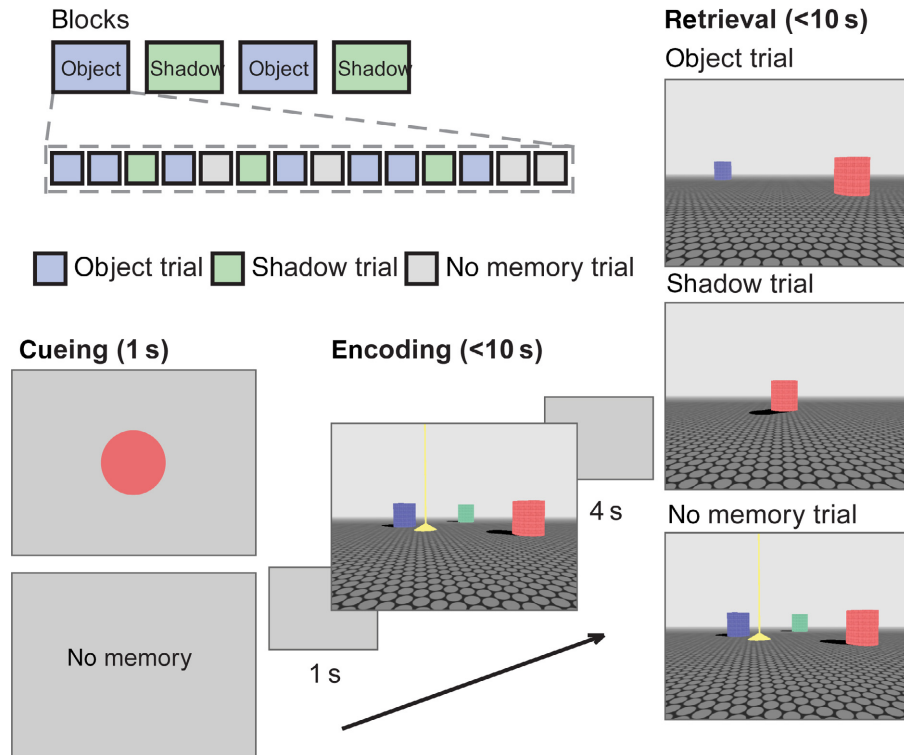 Blocks
Object
Shadow
Object
Shadow
Object trial
Shadow trial
No memory trial
Cueing (1 s)
No memory
1 s
Encoding (<10 s)
4 s
Retrieval (<10 s)
Object trial
Shadow trial
No memory trial